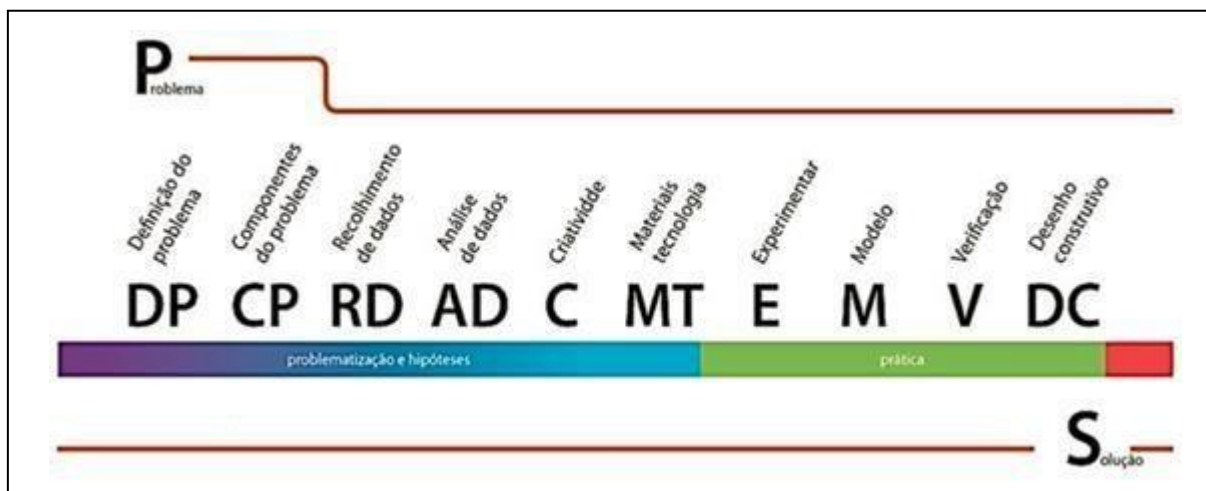 Problema
Definição do
problema
Componentes
do problema
Recolhimento
de dados
Análise
de dados
Criatividde
Materiais
tecnologia
Experimentar
Modelo
Verificação
Desenho
construtivo
DP CP RD AD C MT E M V DC
problematização e hipóteses
prática
Solução